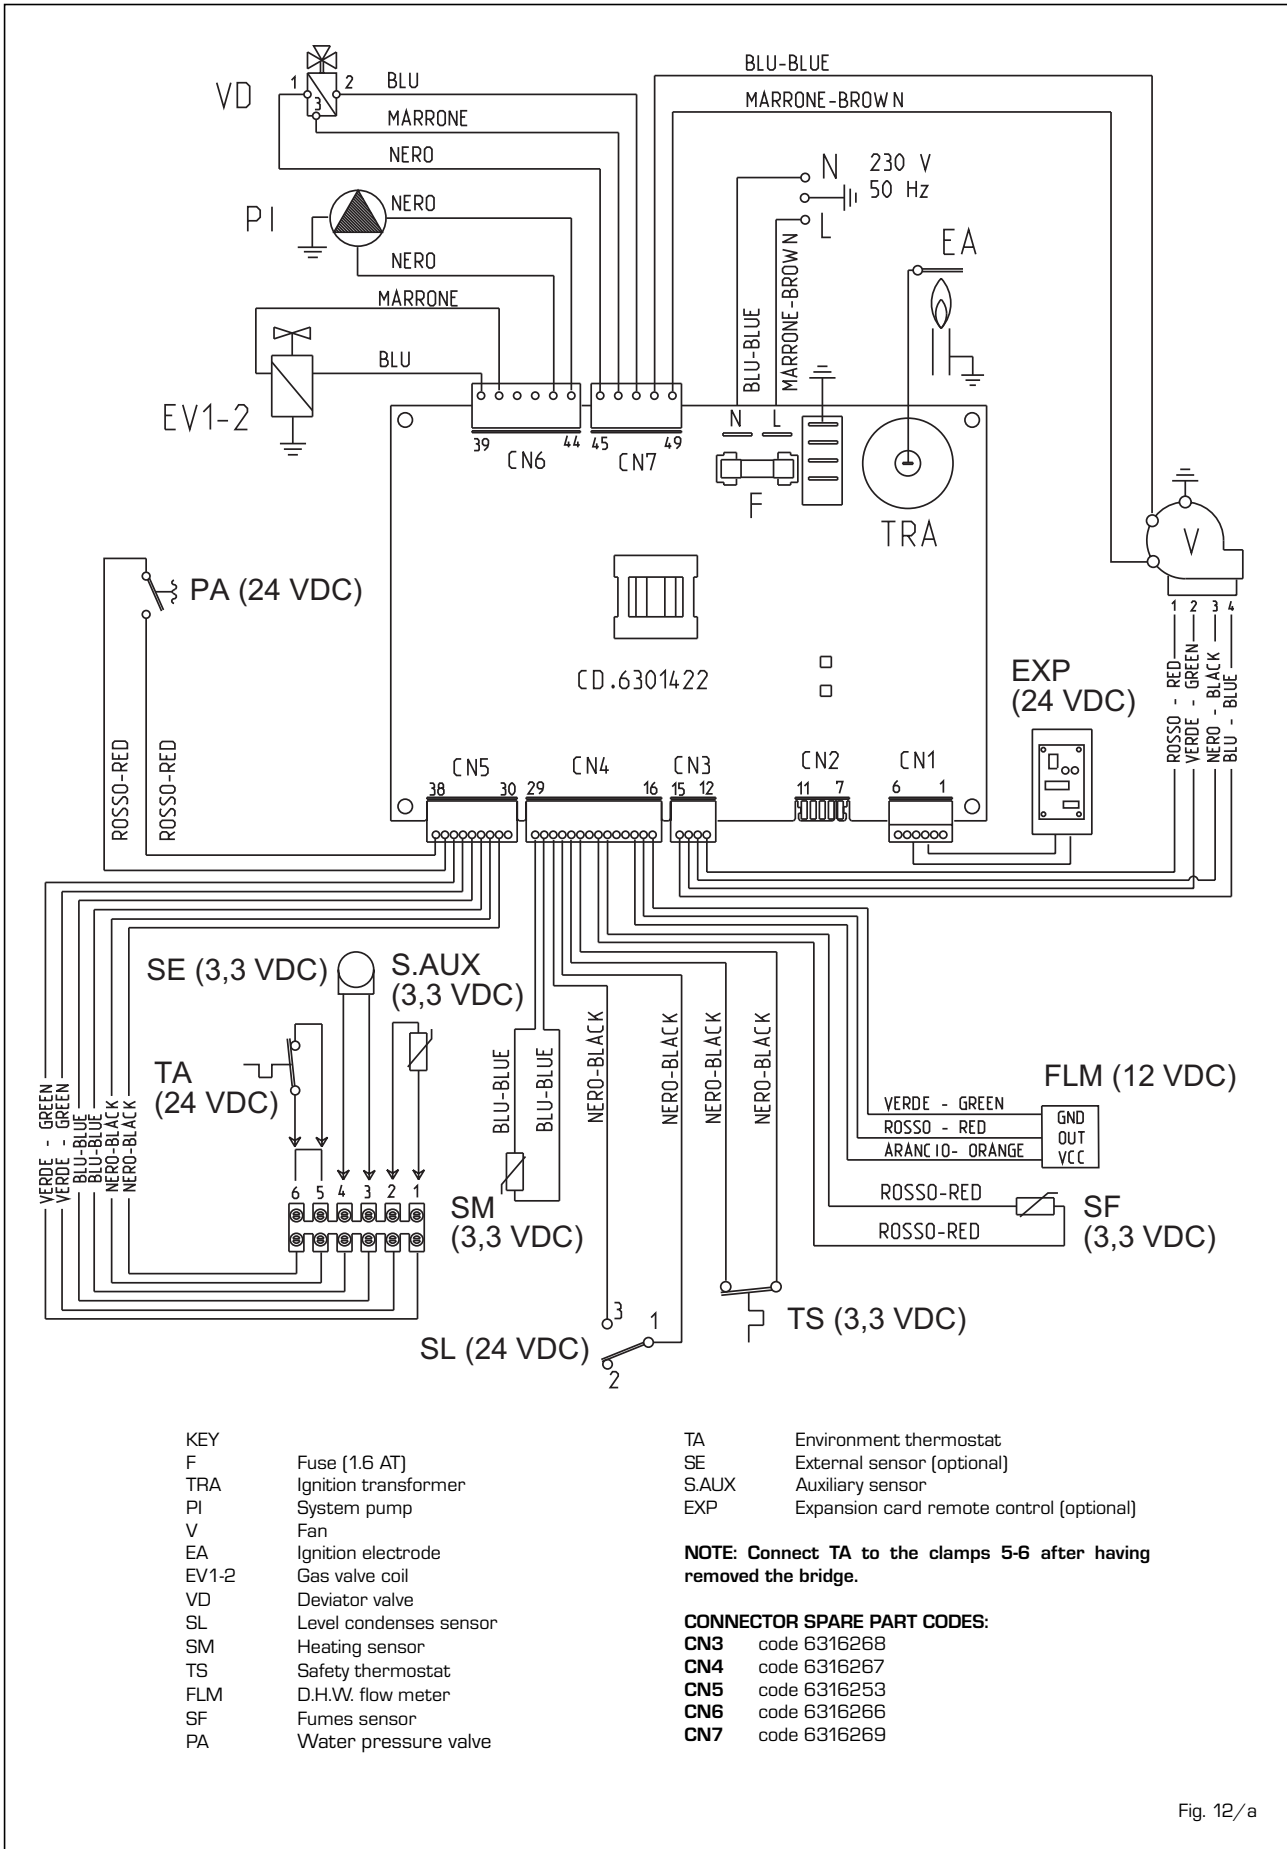 BLU-BLUE
VD
1
2
3
BLU
MARRONE-BROWN
MARRONE
NERO
N
230 V
50 Hz
L
PI
NERO
NERO
EA
MARRONE
BLU
BLU-BLUE
MARRONE-BROWN
EV1-2
N L
39 44 45 49
CN6 CN7
F
TRA
V
PA (24 VDC)
1 2 3 4
ROSSO - RED
VERDE - GREEN
NERO - BLACK
BLU - BLUE
CD.6301422
EXP
(24 VDC)
ROSSO-RED
ROSSO-RED
CN5 CN4 CN3 CN2 CN1
38 30 29 16 15 12 11 7 6 1
SE (3,3 VDC)
S.AUX
(3,3 VDC)
TA
(24 VDC)
VERDE - GREEN
VERDE - GREEN
BLU-BLUE
BLU-BLUE
NERO-BLACK
NERO-BLACK
6 5 4 3 2 1
BLU-BLUE
BLU-BLUE
NERO-BLACK
NERO-BLACK
NERO-BLACK
NERO-BLACK
SM
(3,3 VDC)
FLM (12 VDC)
VERDE - GREEN
ROSSO - RED
ARANCIO- ORANGE
GND
OUT
VCC
ROSSO-RED
ROSSO-RED
SF
(3,3 VDC)
3
1
2
SL (24 VDC)
TS (3,3 VDC)
KEY
F Fuse (1.6 AT)
TRA Ignition transformer
PI System pump
V Fan
EA Ignition electrode
EV1-2 Gas valve coil
VD Deviator valve
SL Level condenses sensor
SM Heating sensor
TS Safety thermostat
FLM D.H.W. flow meter
SF Fumes sensor
PA Water pressure valve
TA Environment thermostat
SE External sensor (optional)
S.AUX Auxiliary sensor
EXP Expansion card remote control (optional)
NOTE: Connect TA to the clamps 5-6 after having
removed the bridge.
CONNECTOR SPARE PART CODES:
CN3 code 6316268
CN4 code 6316267
CN5 code 6316253
CN6 code 6316266
CN7 code 6316269
Fig. 12/a